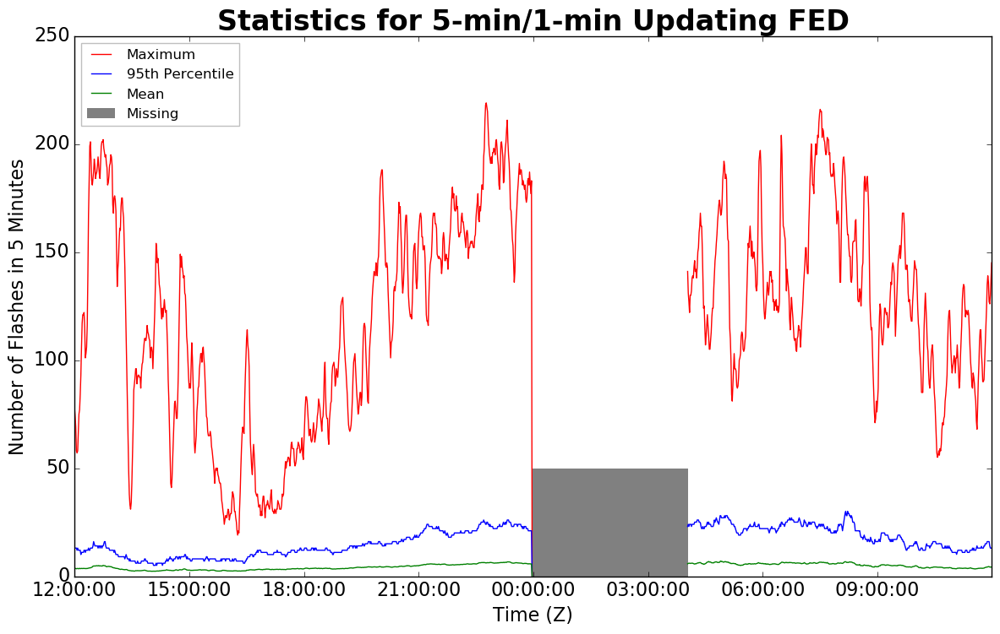 Statistics for 5-min/1-min Updating FED
250
200
150
100
50
0
Number of Flashes in 5 Minutes
Maximum
95th Percentile
Mean
Missing
12:00:00 15:00:00 18:00:00 21:00:00 00:00:00 03:00:00 06:00:00 09:00:00
Time (Z)